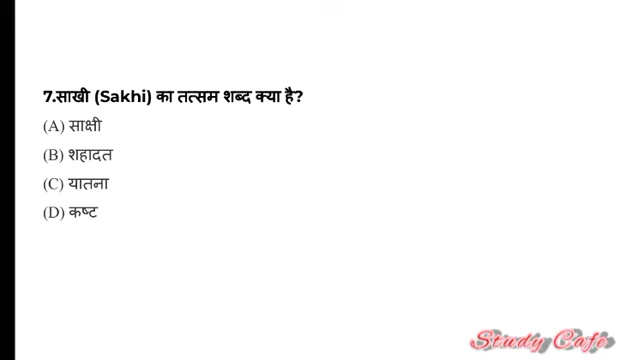 7.साखी (Sakhi) का तत्सम शब्द क्या है?
(A) साक्षी
(B) शहादत
(C) यातना
(D) कष्ट
Study Cafe